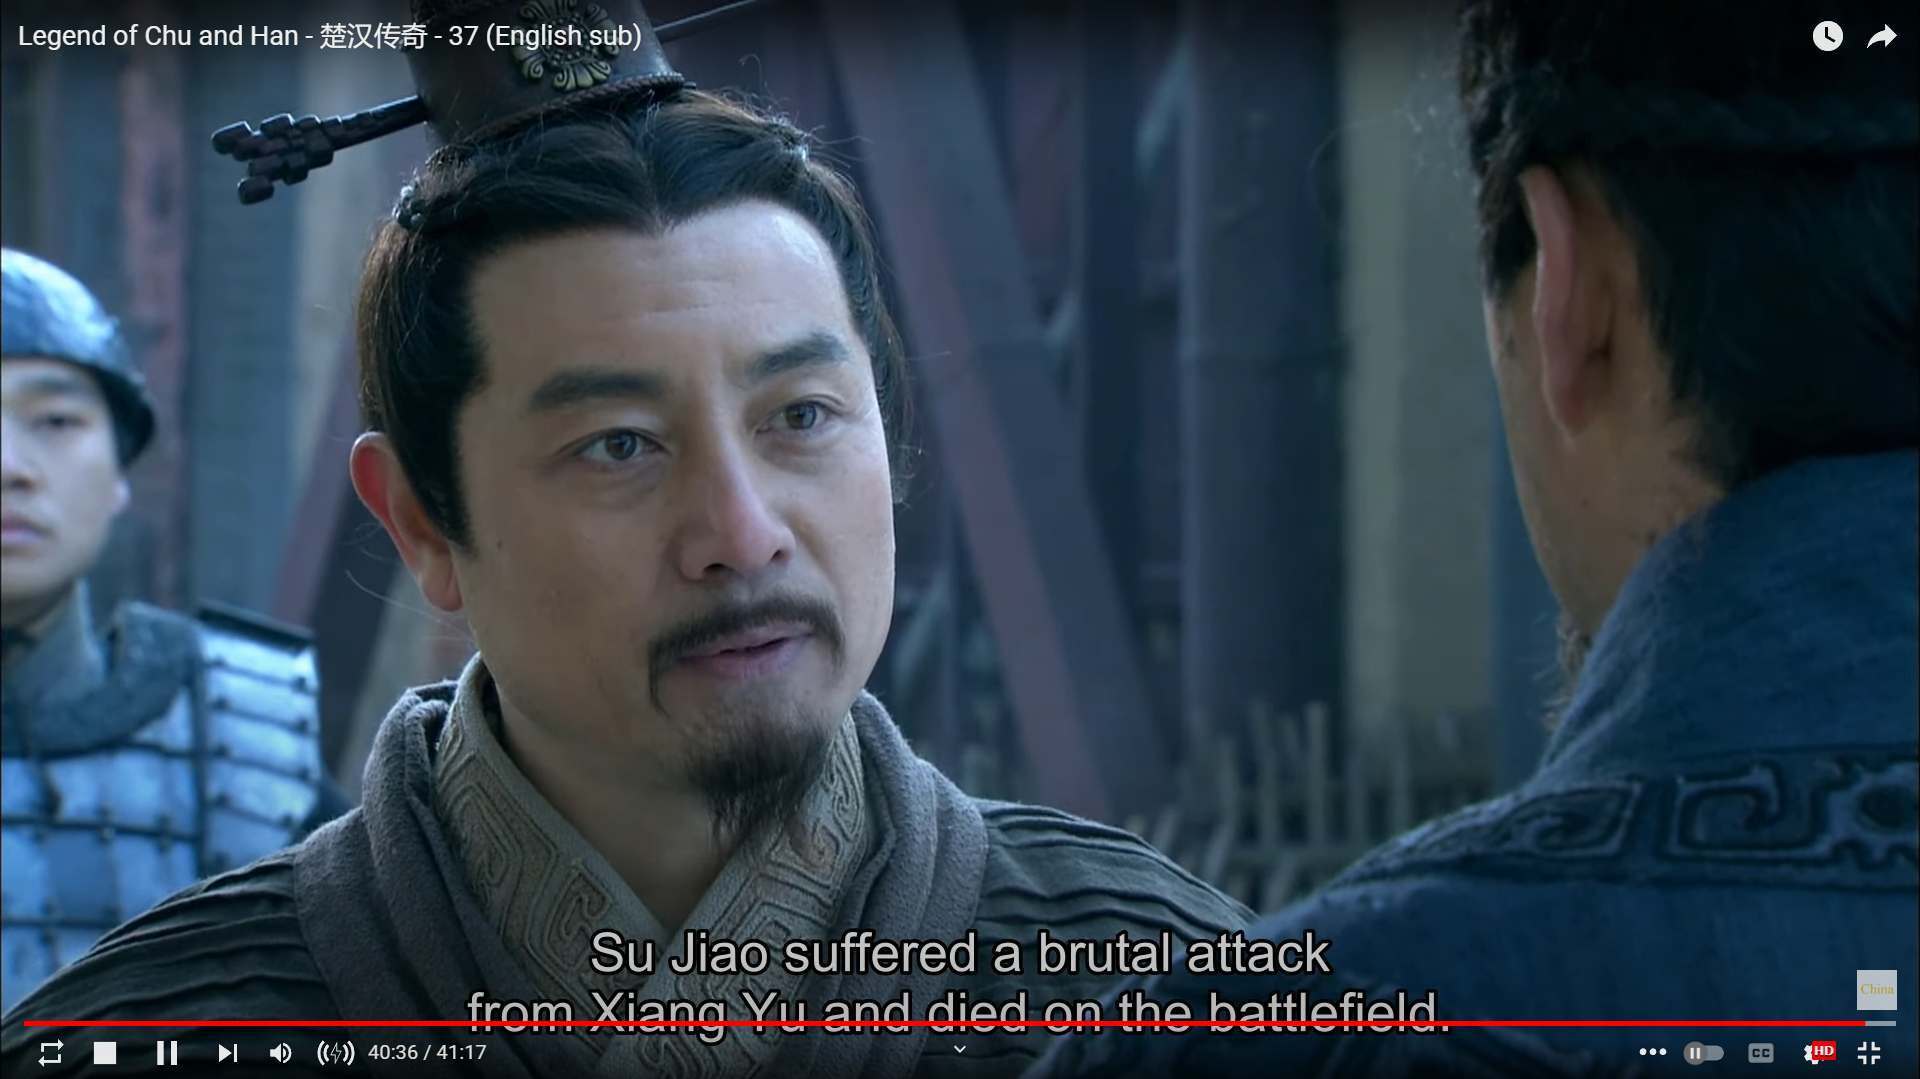 Legend of Chu and Han - 楚汉传奇 - 37 (English sub)
Su Jiao suffered a brutal attack
from Xiang Yu and died on the battlefield.
China
40:36 / 41:17
CC
HD